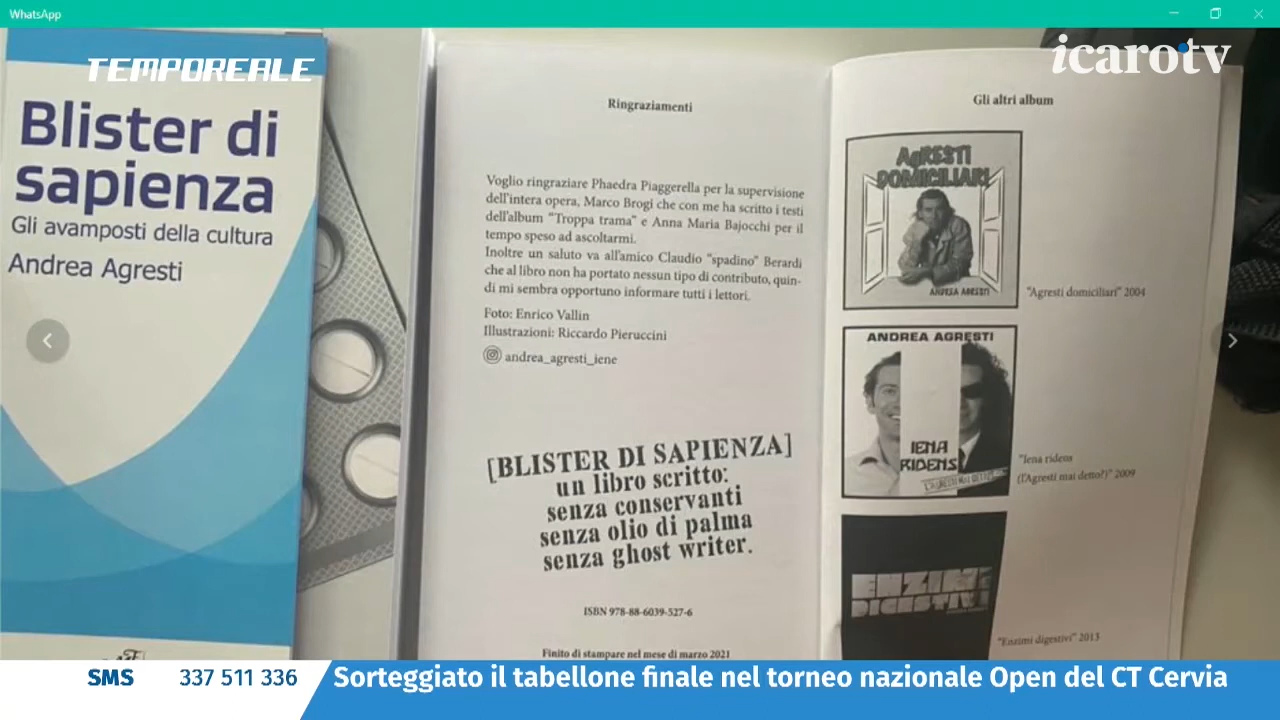 WhatsApp
TEMPOREALE
icarotv
Blister di
sapienza
Gli avamposti della cultura
Andrea Agresti
Ringraziamenti
Voglio ringraziare Phaedra Piaggerella per la supervisione
dell'intera opera, Marco Brogi che con me ha scritto i testi
dell'album "Troppa trama" e Anna Maria Bajocchi per il
tempo speso ad ascoltarmi.
Inoltre un saluto va all'amico Claudio "spadino" Berardi
che al libro non ha portato nessun tipo di contributo, quin-
di mi sembra opportuno informare tutti i lettori.
Foto: Enrico Vallin
Illustrazioni: Riccardo Pieruccini
andrea_agresti_iene
[BLISTER DI SAPIENZA]
un libro scritto:
senza conservanti
senza olio di palma
senza ghost writer.
ISBN 978-88-6039-527-6
Finito di stampare nel mese di marzo 2021
Gli altri album
AGRESTI
DOMICILIARI
ANDREA AGRESTI
"Agresti domiciliari" 2004
ANDREA AGRESTI
IENA
RIDENS
"Iena ridens
(l'Agresti mai detto?)" 2009
ENZIMI
DIGESTIVI
"Enzimi digestivi" 2013
SMS 337 511 336
Sorteggiato il tabellone finale nel torneo nazionale Open del CT Cervia